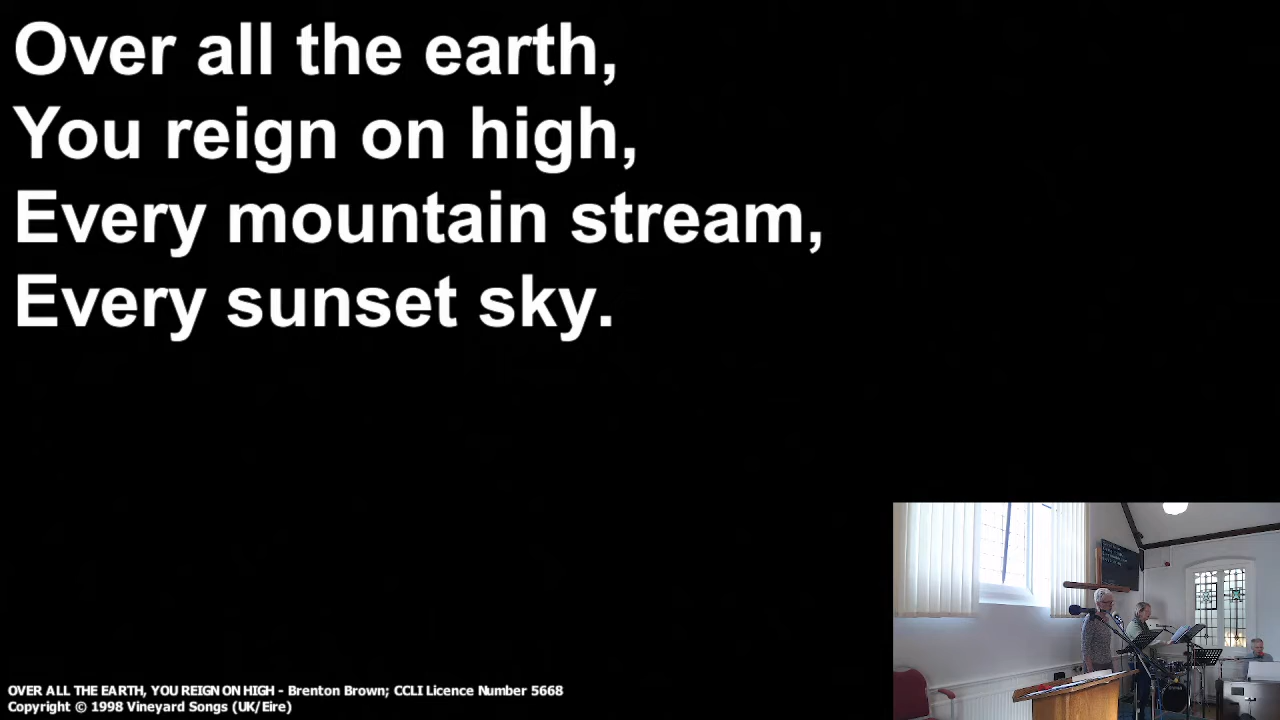 Over all the earth,
You reign on high,
Every mountain stream,
Every sunset sky.
OVER ALL THE EARTH, YOU REIGN ON HIGH - Brenton Brown; CCLI Licence Number 5668
Copyright © 1998 Vineyard Songs (UK/Eire)